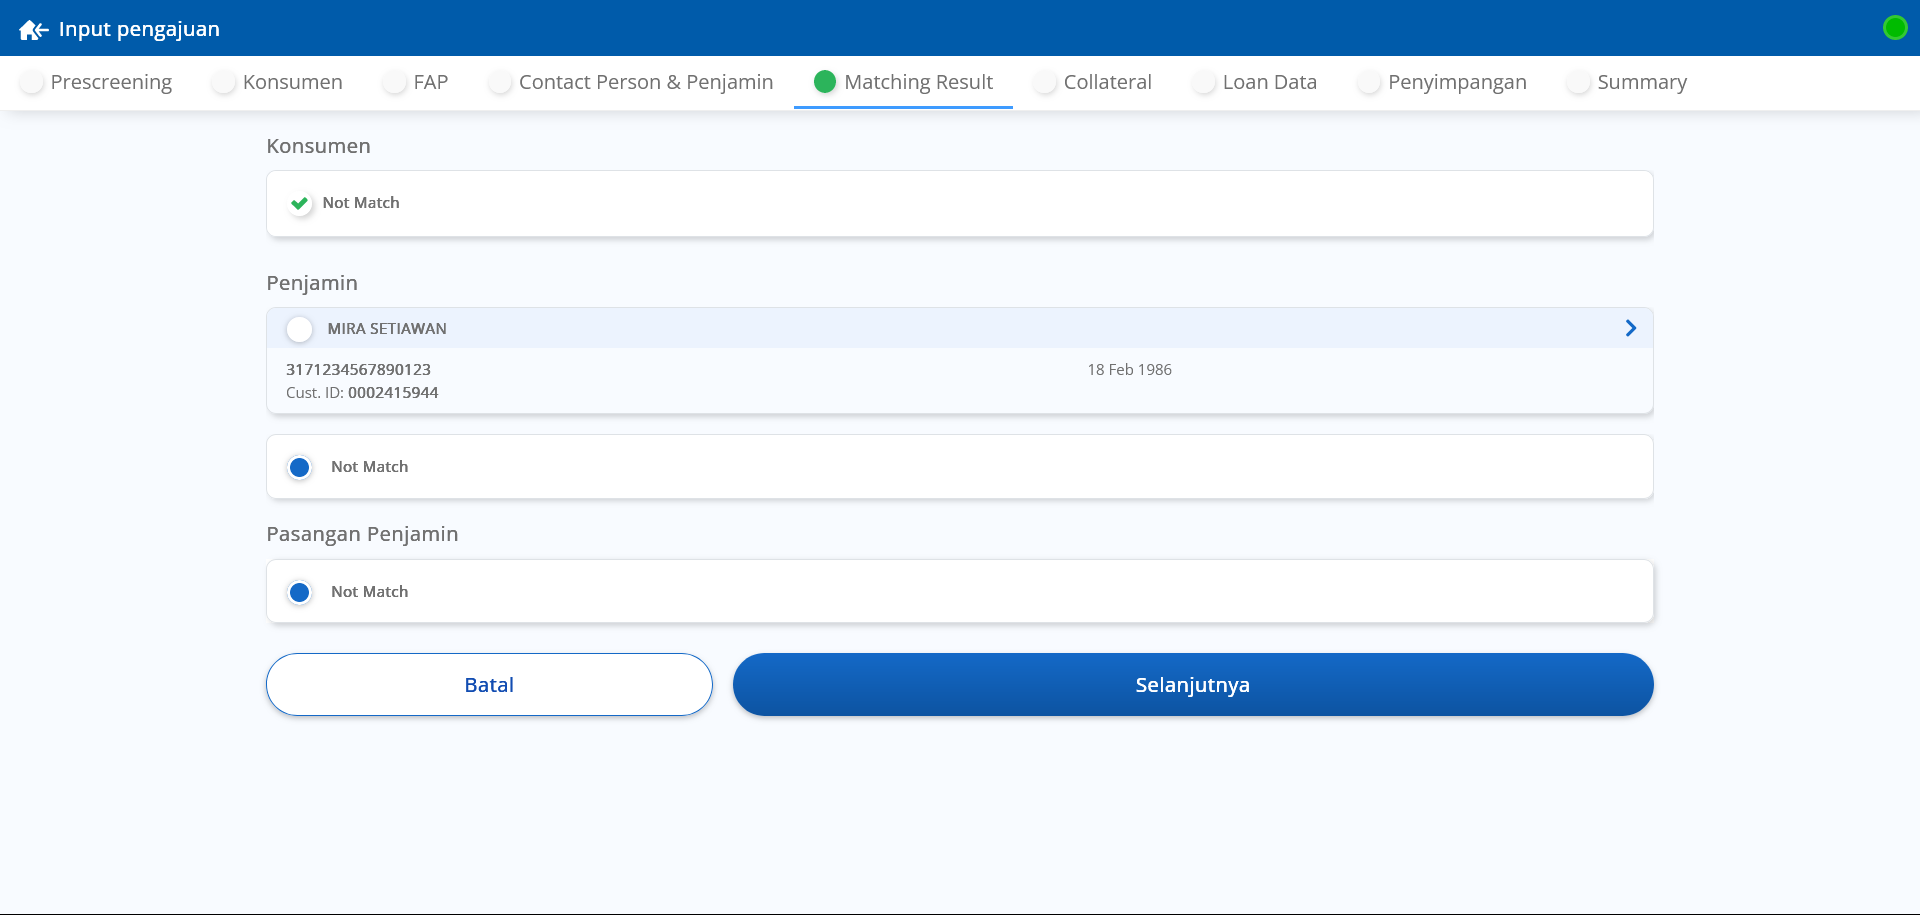 Input pengajuan
Prescreening Konsumen FAP Contact Person & Penjamin Matching Result Collateral Loan Data Penyimpangan Summary
Konsumen
Not Match
Penjamin
MIRA SETIAWAN
3171234567890123 18 Feb 1986
Cust. ID: 0002415944
Not Match
Pasangan Penjamin
Not Match
Batal Selanjutnya